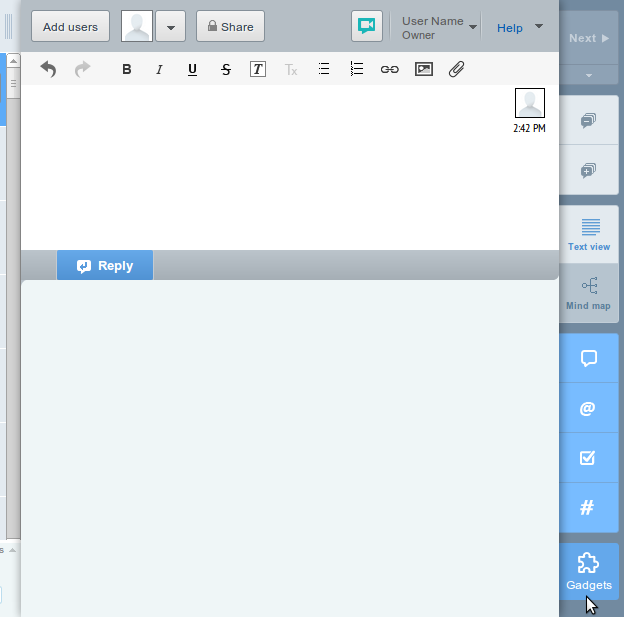 Add users
Share
User Name
Owner
Help
Next
B I U S T Tx
2:42 PM
Reply
Text view
Mind map
@
#
Gadgets
s